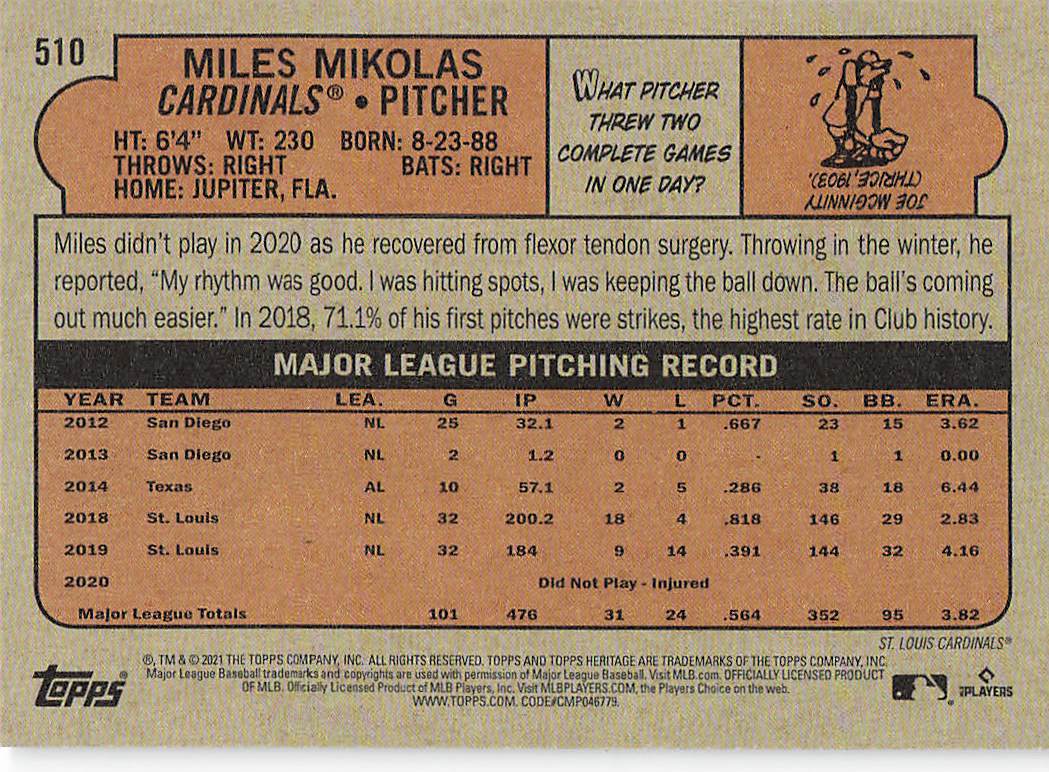 510
MILES MIKOLAS
CARDINALS® • PITCHER
HT: 6'4" WT: 230 BORN: 8-23-88
THROWS: RIGHT BATS: RIGHT
HOME: JUPITER, FLA.
WHAT PITCHER
THREW TWO
COMPLETE GAMES
IN ONE DAY?
JOE MCGINNITY
(THRICE, 1903).
Miles didn't play in 2020 as he recovered from flexor tendon surgery. Throwing in the winter, he
reported, "My rhythm was good. I was hitting spots, I was keeping the ball down. The ball's coming
out much easier." In 2018, 71.1% of his first pitches were strikes, the highest rate in Club history.
MAJOR LEAGUE PITCHING RECORD
YEAR TEAM LEA. G IP W L PCT. SO. BB. ERA.
2012 San Diego NL 25 32.1 2 1 .667 23 15 3.62
2013 San Diego NL 2 1.2 0 0 - 1 1 0.00
2014 Texas AL 10 57.1 2 5 .286 38 18 6.44
2018 St. Louis NL 32 200.2 18 4 .818 146 29 2.83
2019 St. Louis NL 32 184 9 14 .391 144 32 4.16
2020 Did Not Play - Injured
Major League Totals 101 476 31 24 .564 352 95 3.82
ST. LOUIS CARDINALS®
®, TM & © 2021 THE TOPPS COMPANY, INC. ALL RIGHTS RESERVED. TOPPS AND TOPPS HERITAGE ARE TRADEMARKS OF THE TOPPS COMPANY, INC.
Major League Baseball trademarks and copyrights are used with permission of Major League Baseball. Visit MLB.com. OFFICIALLY LICENSED PRODUCT
OF MLB. Officially Licensed Product of MLB Players, Inc. Visit MLBPLAYERS.COM, the Players Choice on the web.
WWW.TOPPS.COM. CODE#CMP046779.
topps®
PLAYERS